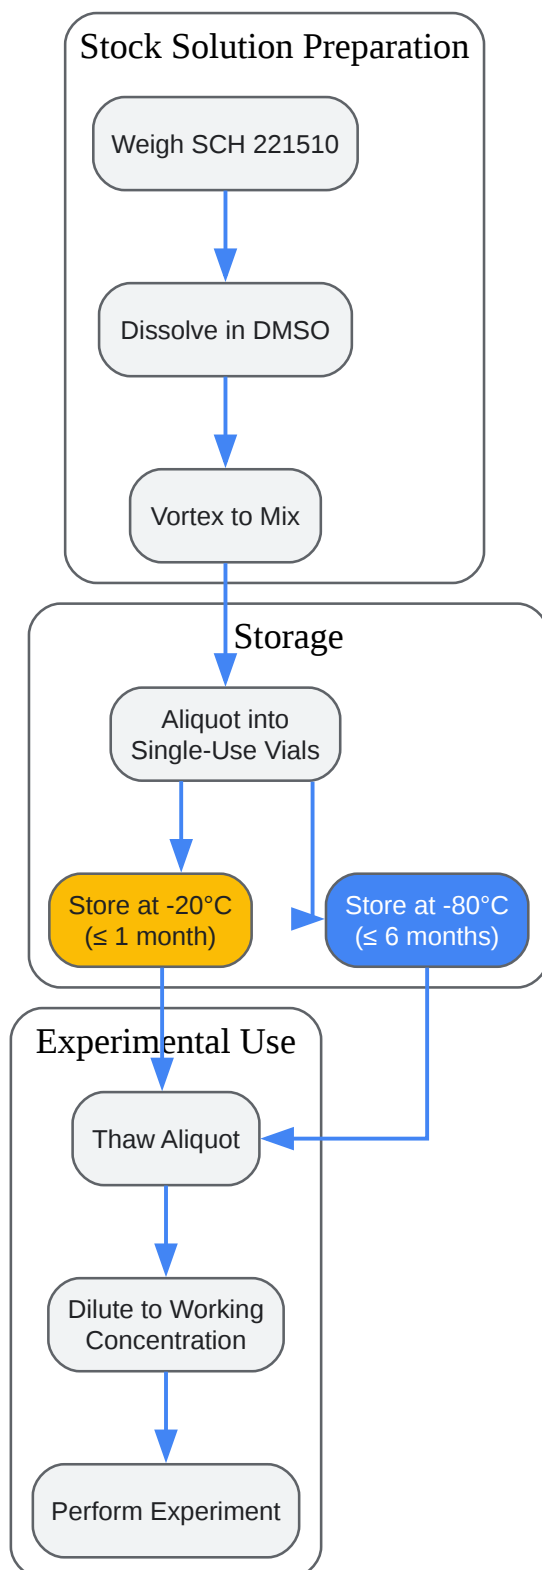 Stock Solution Preparation
Weigh SCH 221510
Dissolve in DMSO
Vortex to Mix
Storage
Aliquot into
Single-Use Vials
Store at -20°C
(≤ 1 month)
Store at -80°C
(≤ 6 months)
Experimental Use
Thaw Aliquot
Dilute to Working
Concentration
Perform Experiment